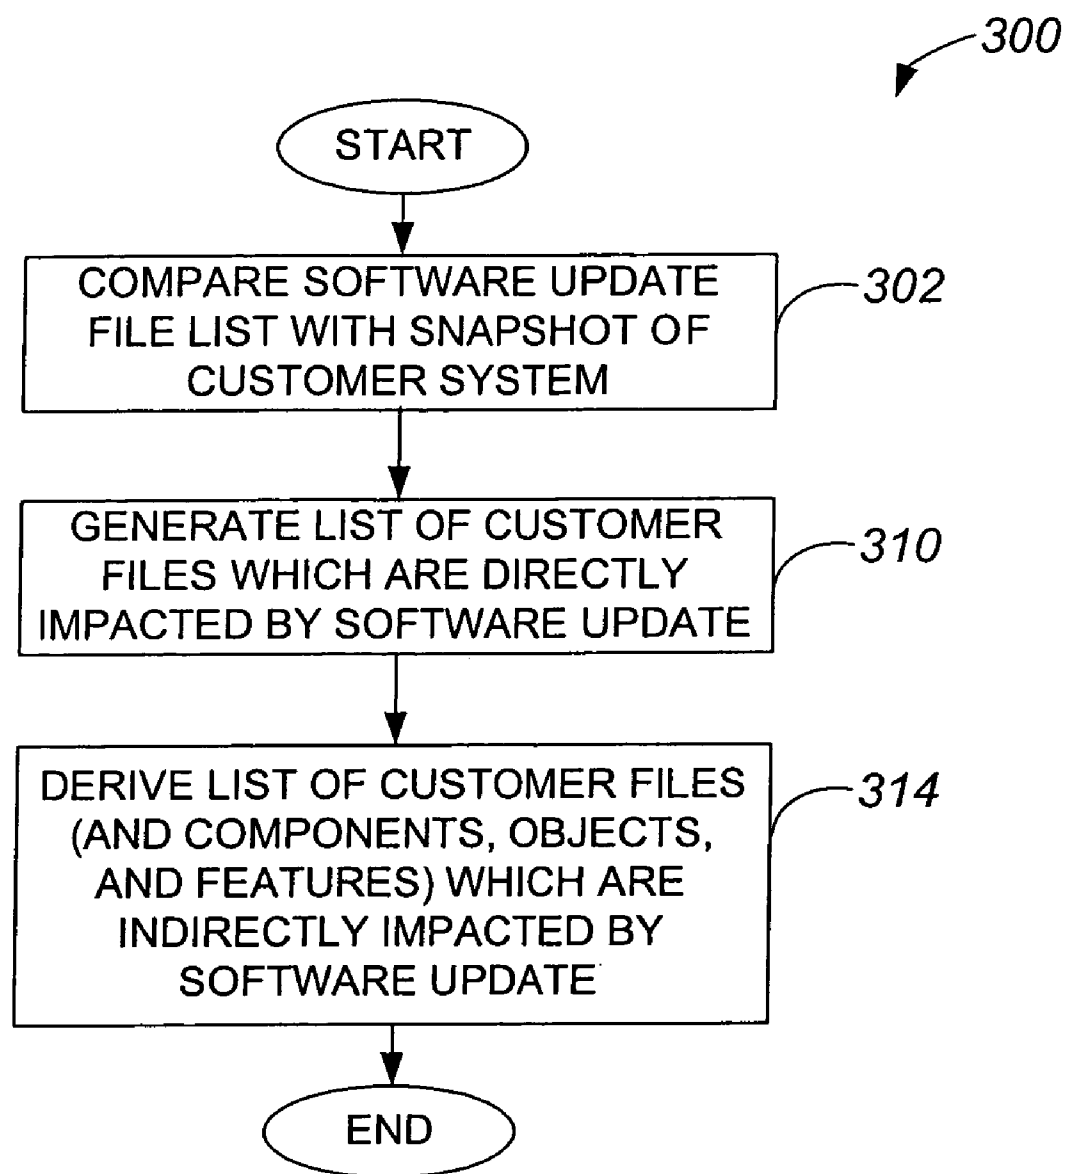 300
START
COMPARE SOFTWARE UPDATE
FILE LIST WITH SNAPSHOT OF
CUSTOMER SYSTEM
302
GENERATE LIST OF CUSTOMER
FILES WHICH ARE DIRECTLY
IMPACTED BY SOFTWARE UPDATE
310
DERIVE LIST OF CUSTOMER FILES
(AND COMPONENTS, OBJECTS,
AND FEATURES) WHICH ARE
INDIRECTLY IMPACTED BY
SOFTWARE UPDATE
314
END